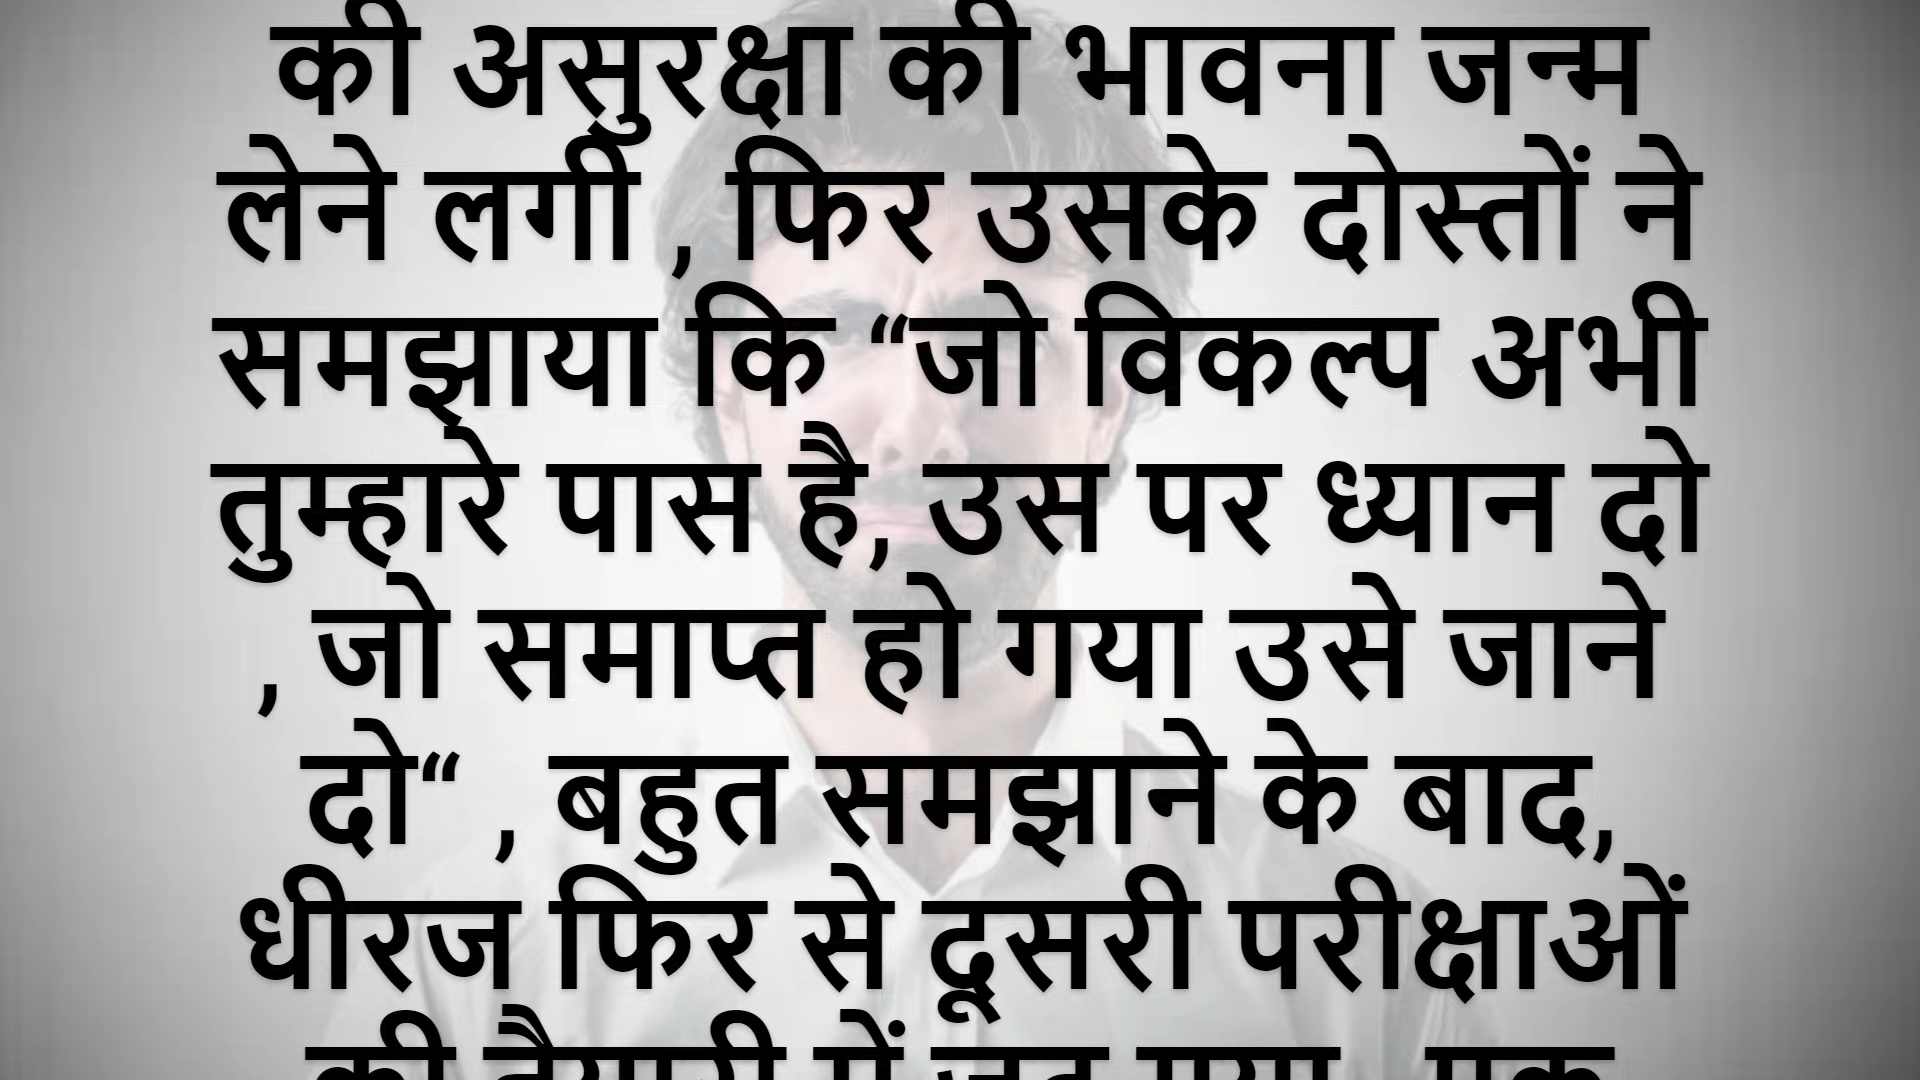 की असुरक्षा की भावना जन्म
लेने लगी , फिर उसके दोस्तों ने
समझाया कि “जो विकल्प अभी
तुम्हारे पास है, उस पर ध्यान दो
, जो समाप्त हो गया उसे जाने
दो“ , बहुत समझाने के बाद,
धीरज फिर से दूसरी परीक्षाओं
की तैयारी में जुट गया